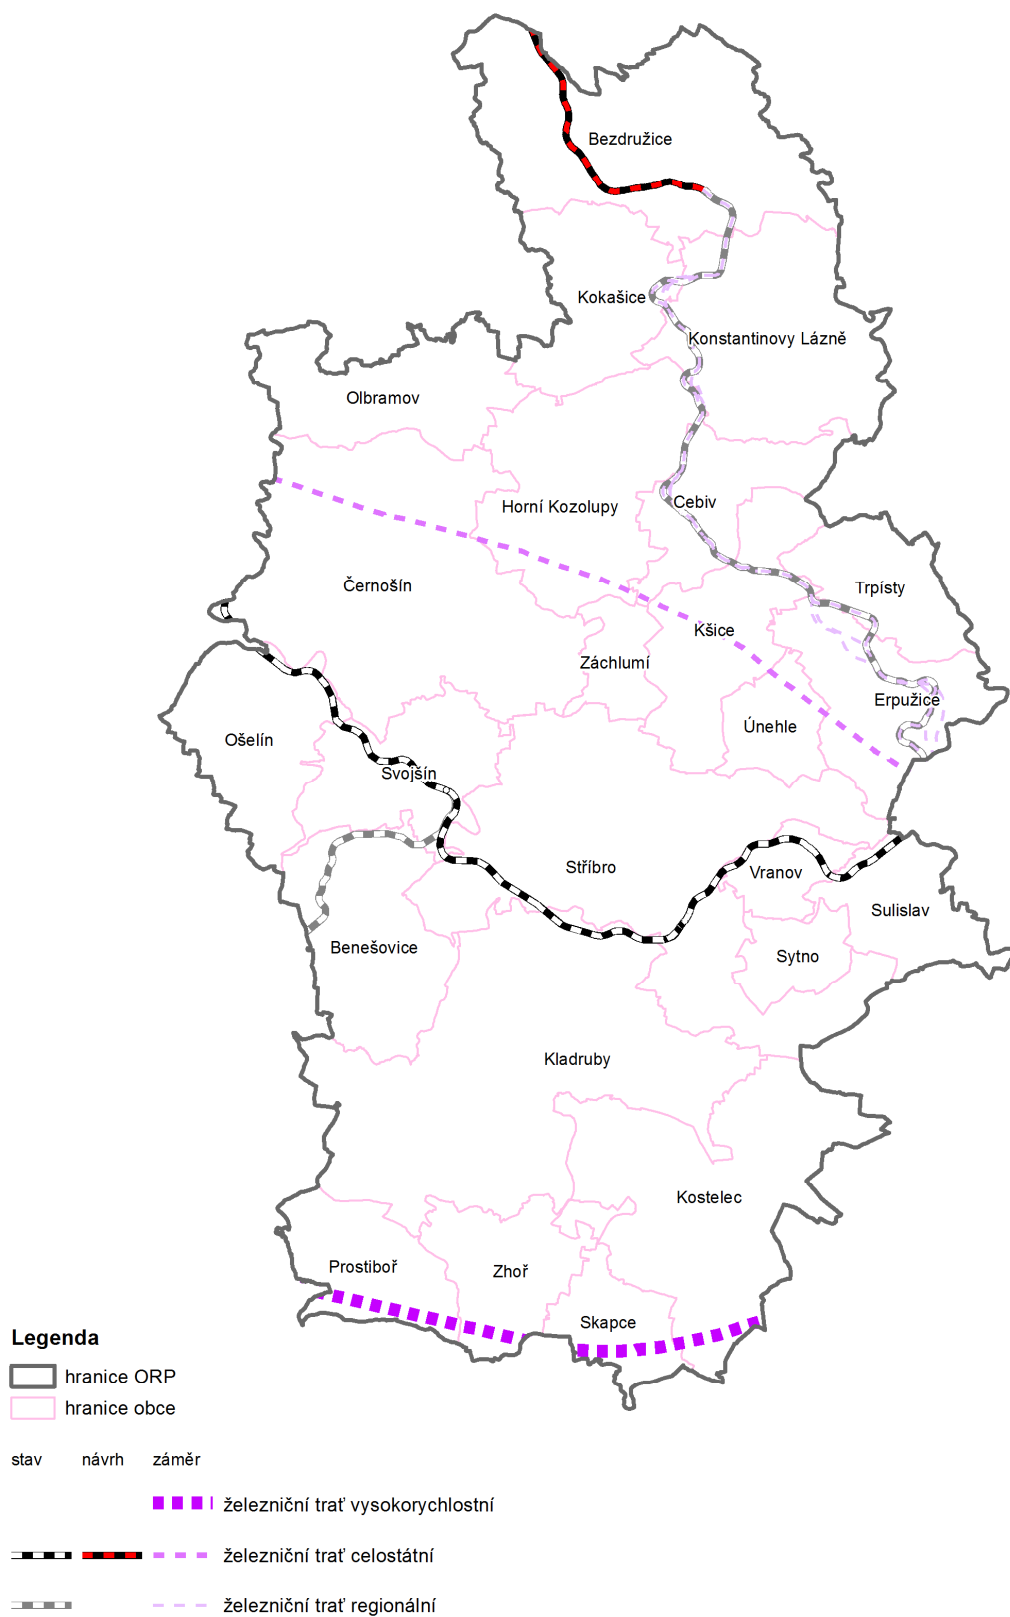 Bezdružice
Kokašice
Konstantinovy Lázně
Olbramov
Horní Kozolupy
Cebiv
Černošín
Trpísty
Kšice
Záchlumí
Erpužice
Únehle
Ošelín
Svojšín
Stříbro
Vranov
Sulislav
Benešovice
Sytno
Kladruby
Kostelec
Prostiboř
Zhoř
Skapce
Legenda
hranice ORP
hranice obce
stav návrh záměr
železniční trať vysokorychlostní
železniční trať celostátní
železniční trať regionální